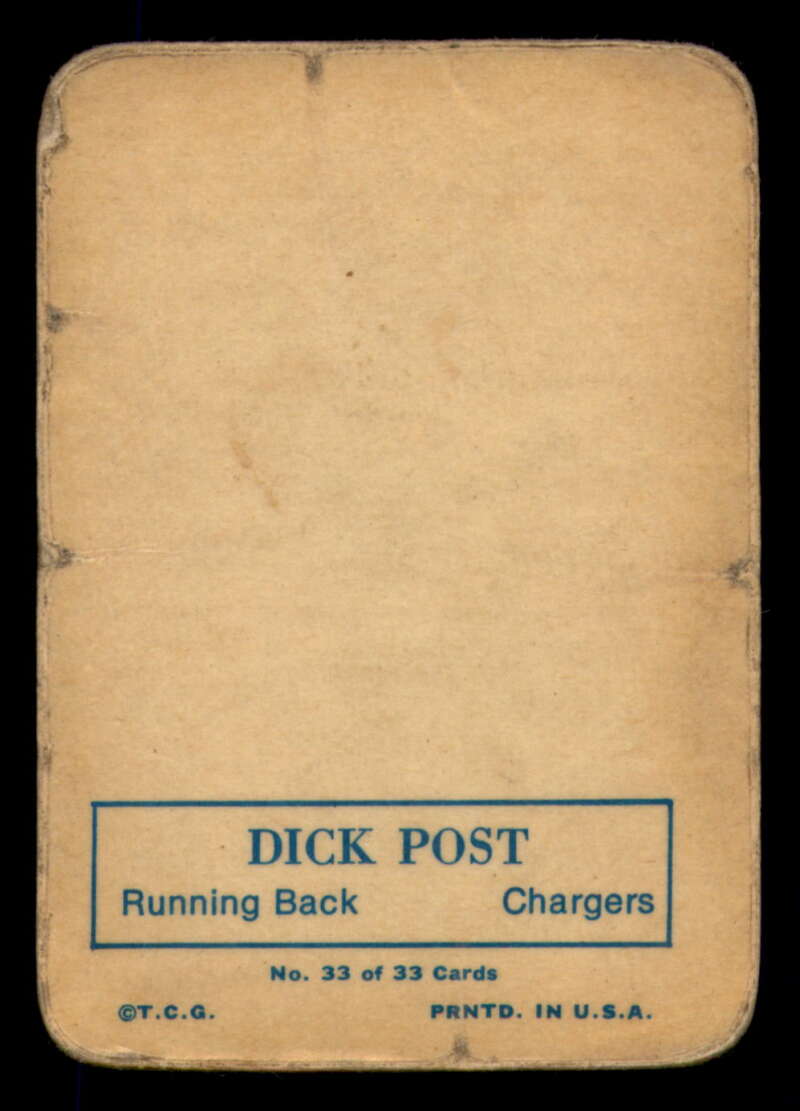 DICK POST
Running Back Chargers
No. 33 of 33 Cards
©T.C.G. PRNTD. IN U.S.A.